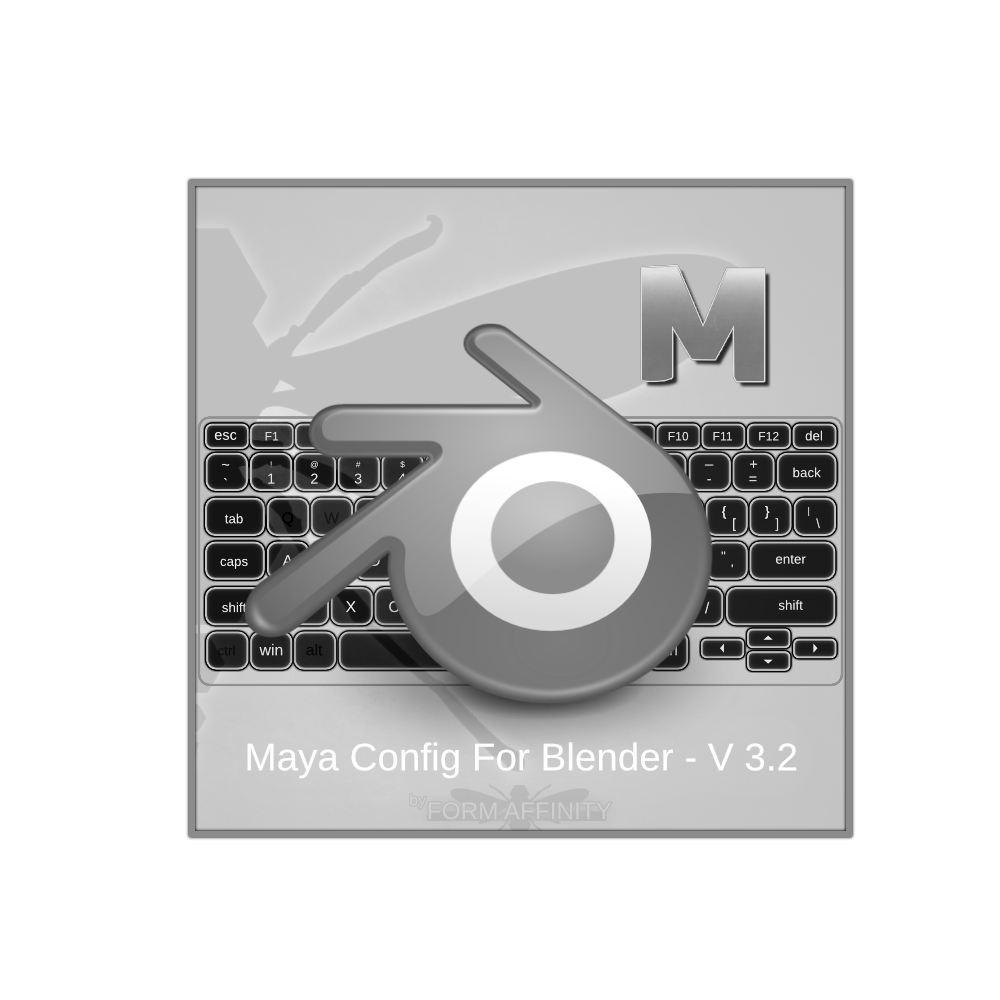 M
esc F1 F10 F11 F12 del
~ ` ! 1 @ 2 # 3 $ 4 _ - + = back
tab Q W { [ } ] | \
caps A " , enter
shift X C / shift
ctrl win alt
Maya Config For Blender - V 3.2
by FORM AFFINITY